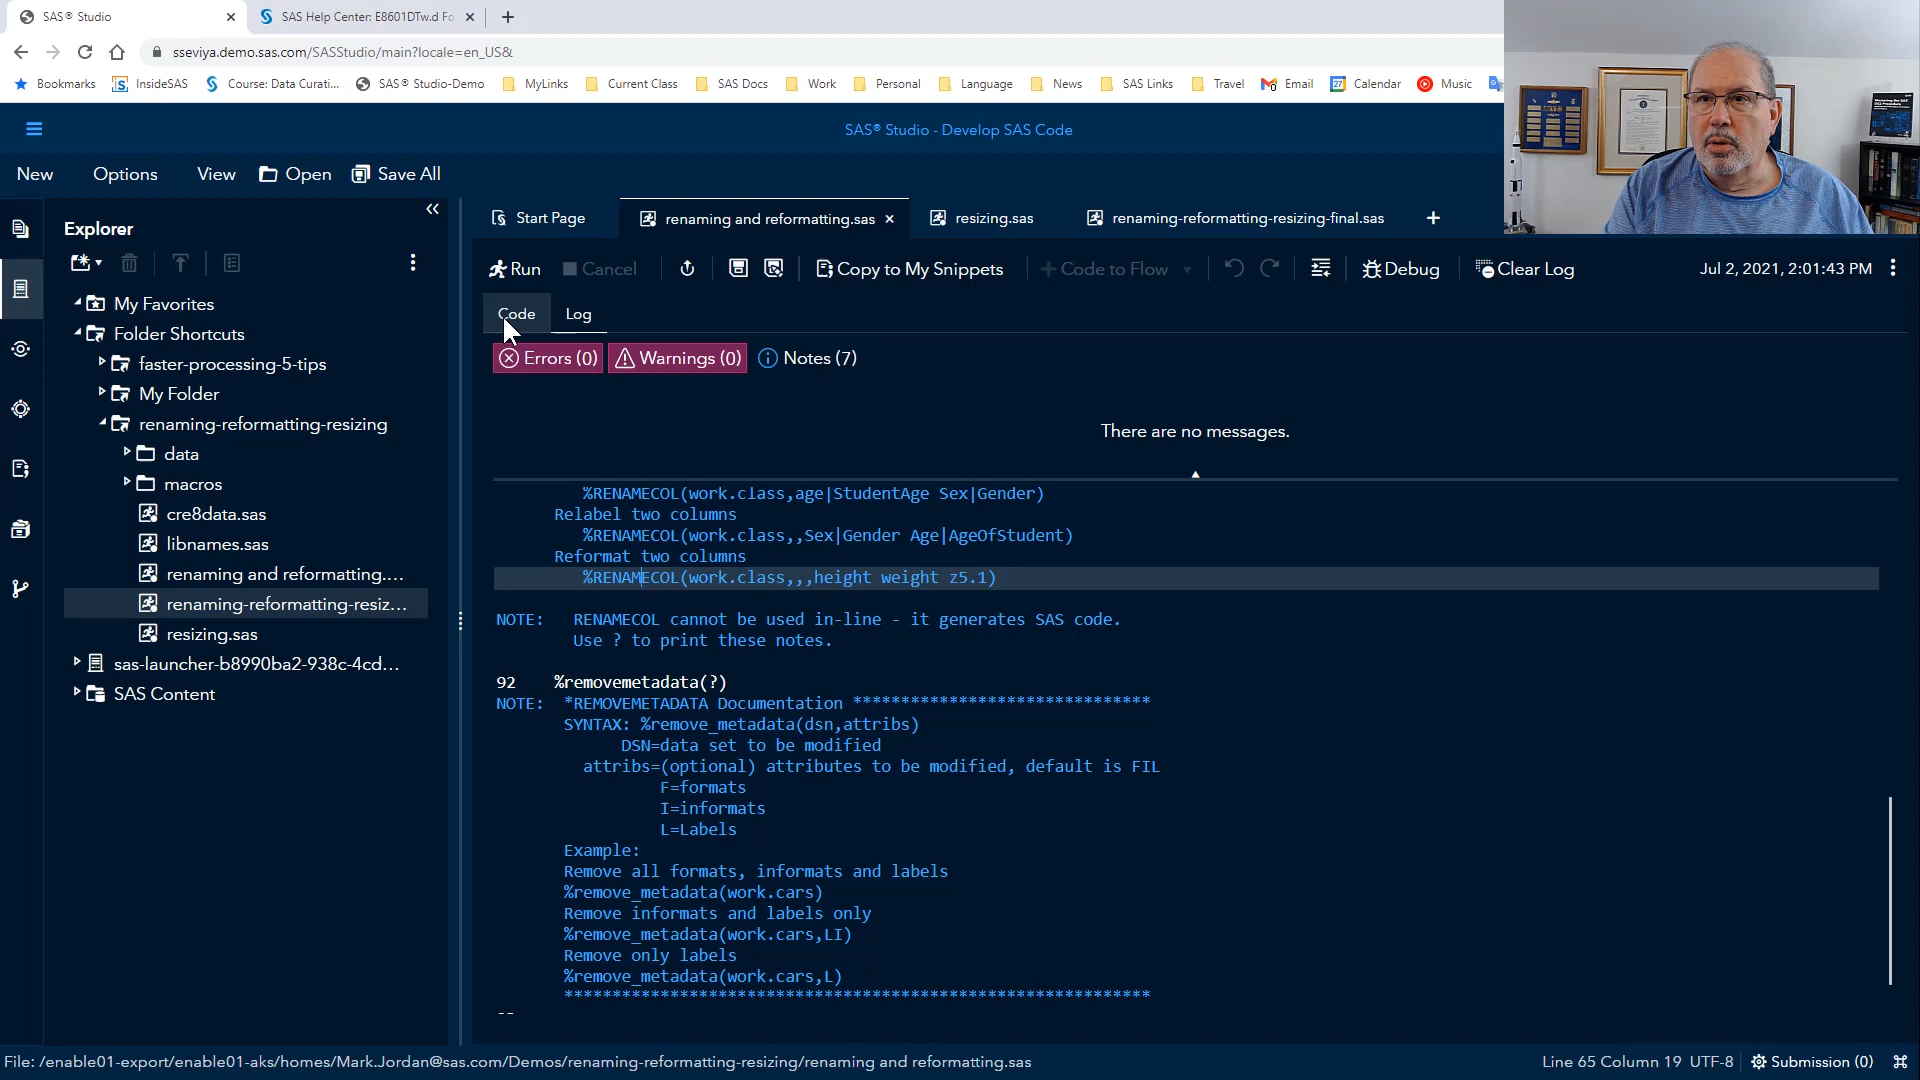 SAS® Studio
SAS Help Center: E8601DTw.d Fo
sseviya.demo.sas.com/SASStudio/main?locale=en_US&
Bookmarks InsideSAS Course: Data Curati... SAS® Studio-Demo MyLinks Current Class SAS Docs Work Personal Language News SAS Links Travel Email Calendar Music
SAS® Studio - Develop SAS Code
New Options View Open Save All
Explorer
Start Page renaming and reformatting.sas resizing.sas renaming-reformatting-resizing-final.sas
Run Cancel Copy to My Snippets Code to Flow Debug Clear Log Jul 2, 2021, 2:01:43 PM
My Favorites
Folder Shortcuts
faster-processing-5-tips
My Folder
renaming-reformatting-resizing
data
macros
cre8data.sas
libnames.sas
renaming and reformatting....
renaming-reformatting-resiz...
resizing.sas
sas-launcher-b8990ba2-938c-4cd...
SAS Content
Code Log
Errors (0) Warnings (0) Notes (7)
There are no messages.
%RENAMECOL(work.class,age|StudentAge Sex|Gender)
Relabel two columns
%RENAMECOL(work.class,,Sex|Gender Age|AgeOfStudent)
Reformat two columns
%RENAMECOL(work.class,,,height weight z5.1)
NOTE: RENAMECOL cannot be used in-line - it generates SAS code.
Use ? to print these notes.
92 %removemetadata(?)
NOTE: *REMOVEMETADATA Documentation *******************************
SYNTAX: %remove_metadata(dsn,attribs)
DSN=data set to be modified
attribs=(optional) attributes to be modified, default is FIL
F=formats
I=informats
L=Labels
Example:
Remove all formats, informats and labels
%remove_metadata(work.cars)
Remove informats and labels only
%remove_metadata(work.cars,LI)
Remove only labels
%remove_metadata(work.cars,L)
*************************************************************
--
File: /enable01-export/enable01-aks/homes/Mark.Jordan@sas.com/Demos/renaming-reformatting-resizing/renaming and reformatting.sas
Line 65 Column 19 UTF-8 Submission (0)